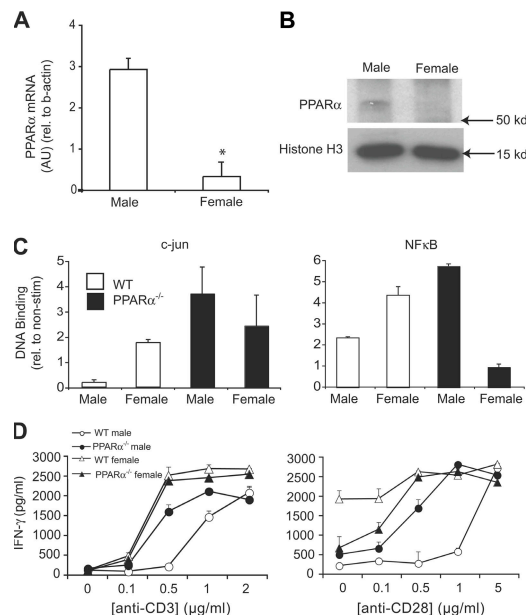 A
PPARα mRNA
(AU) (rel. to b-actin)
4
3
2
1
0
*
Male
Female
B
Male
Female
PPARα
50 kd
Histone H3
15 kd
C
c-jun
DNA Binding
(rel. to non-stim)
5
4
3
2
1
0
WT
PPARα-/-
Male
Female
Male
Female
NFκB
6
5
4
3
2
1
0
Male
Female
Male
Female
D
WT male
PPARα-/- male
WT female
PPARα-/- female
IFN-γ
(pg/ml)
3000
2500
2000
1500
1000
500
0
0
0.1
0.5
1
2
[anti-CD3] (μg/ml)
3000
2500
2000
1500
1000
500
0
0
0.1
0.5
1
5
[anti-CD28] (μg/ml)